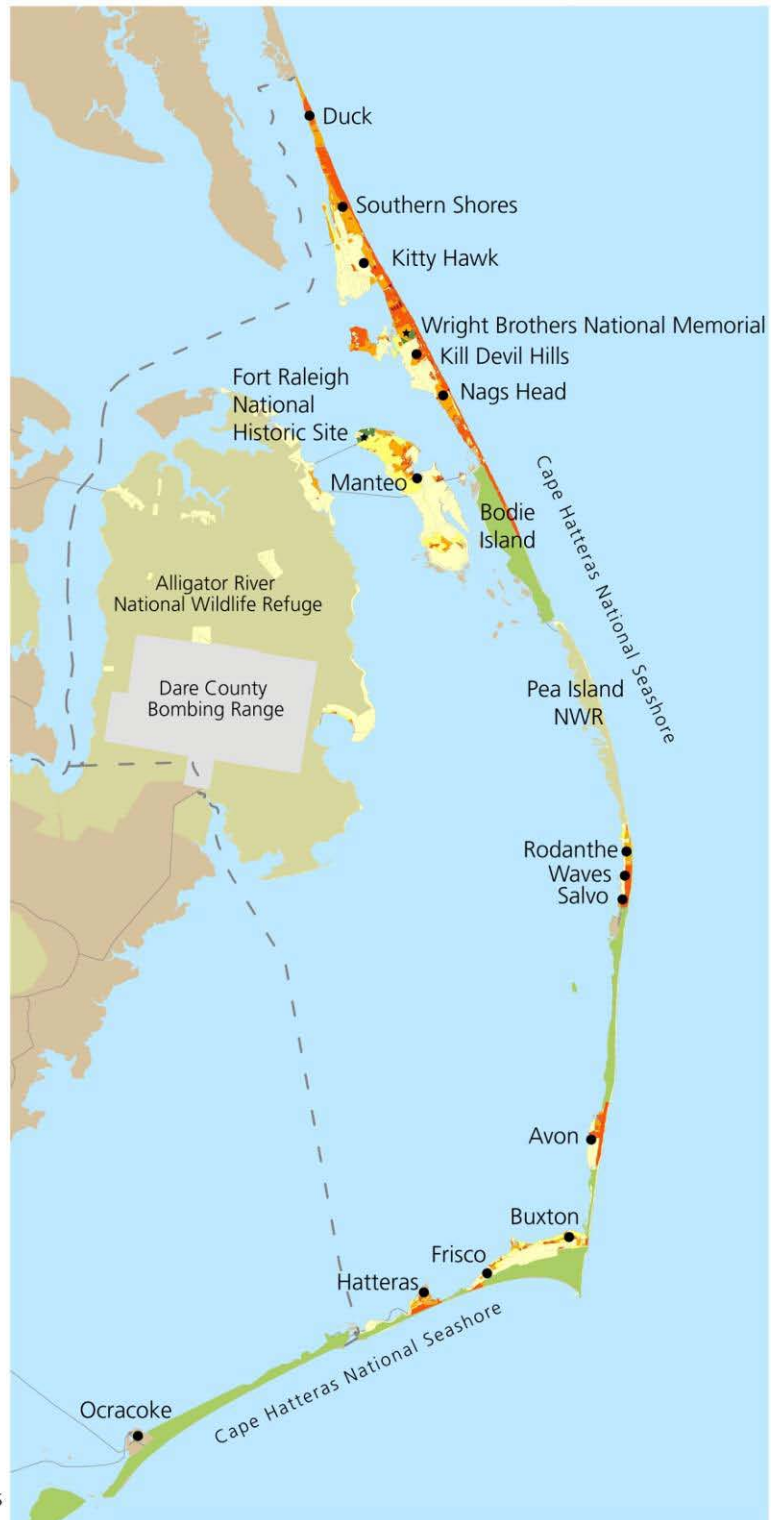 Duck
Southern Shores
Kitty Hawk
Wright Brothers National Memorial
Kill Devil Hills
Fort Raleigh
National
Historic Site
Nags Head
Manteo
Cape Hatteras National Seashore
Bodie
Island
Alligator River
National Wildlife Refuge
Dare County
Bombing Range
Pea Island
NWR
Rodanthe
Waves
Salvo
Avon
Buxton
Frisco
Hatteras
Cape Hatteras National Seashore
Ocracoke